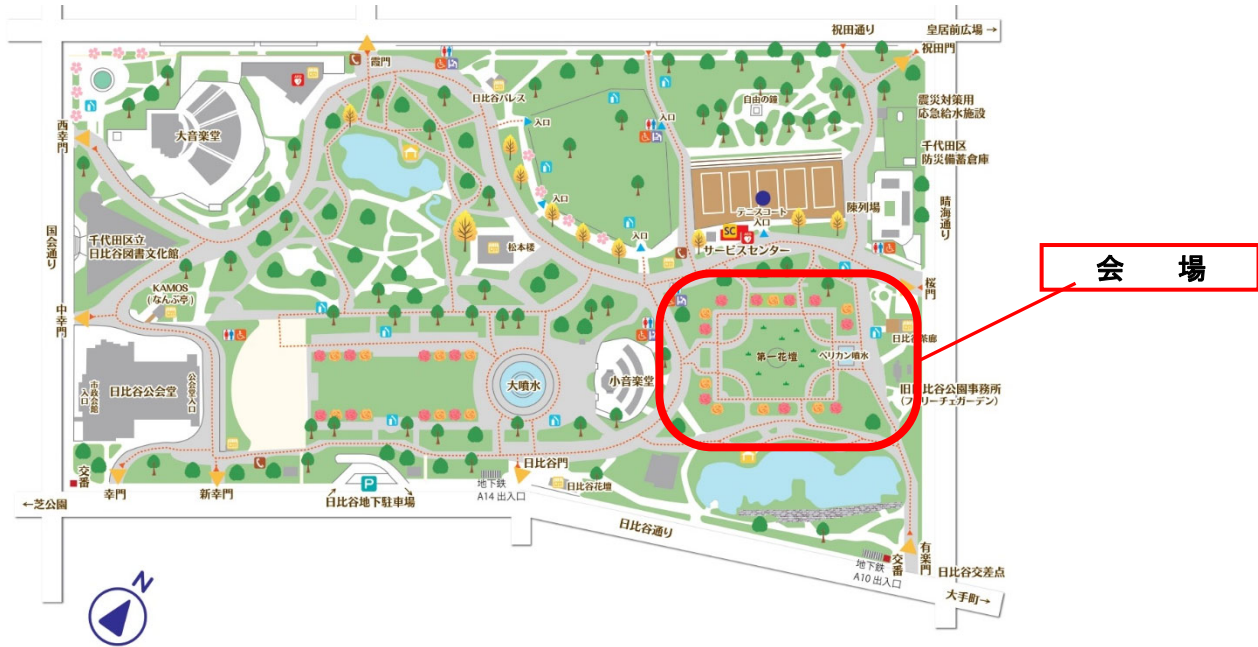 祝田通り
皇居前広場 →
祝田門
霞門
日比谷パレス
入口
入口
自由の鐘
震災対策用
応急給水施設
千代田区
防災備蓄倉庫
西幸門
大音楽堂
入口
テニスコート
入口
陳列場
晴海通り
国会通り
千代田区立
日比谷図書文化館
松本楼
入口
SC
サービスセンター
会 場
桜門
KAMOS
(なんぶ亭)
中幸門
日比谷茶廊
第一花壇
ペリカン噴水
市政会館
入口
日比谷公会堂
公会堂入口
大噴水
小音楽堂
旧日比谷公園事務所
(フェリーチェガーデン)
交番
幸門
新幸門
P
日比谷地下駐車場
日比谷門
地下鉄
A14 出入口
日比谷花壇
←芝公園
日比谷通り
地下鉄
A10 出入口
交番
有楽門
日比谷交差点
大手町→
N